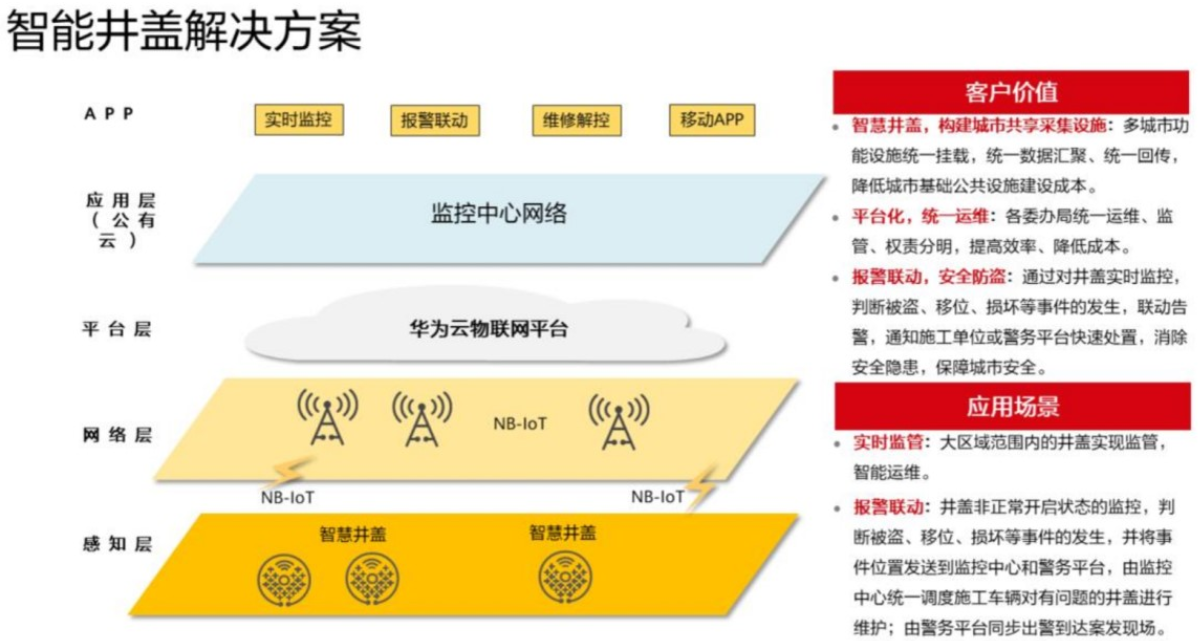 智能井盖解决方案
APP
实时监控
报警联动
维修解控
移动APP
应用层
（公有
云）
监控中心网络
平台层
华为云物联网平台
网络层
NB-IoT
NB-IoT
NB-IoT
感知层
智慧井盖
智慧井盖
客户价值
• 智慧井盖，构建城市共享采集设施：多城市功
能设施统一挂载，统一数据汇聚、统一回传，
降低城市基础公共设施建设成本。
• 平台化，统一运维：各委办局统一运维、监
管、权责分明，提高效率、降低成本。
• 报警联动，安全防盗：通过对井盖实时监控，
判断被盗、移位、损坏等事件的发生，联动告
警，通知施工单位或警务平台快速处置，消除
安全隐患，保障城市安全。
应用场景
• 实时监管：大区域范围内的井盖实现监管，
智能运维。
• 报警联动：井盖非正常开启状态的监控，判
断被盗、移位、损坏等事件的发生，并将事
件位置发送到监控中心和警务平台，由监控
中心统一调度施工车辆对有问题的井盖进行
维护；由警务平台同步出警到达案发现场。